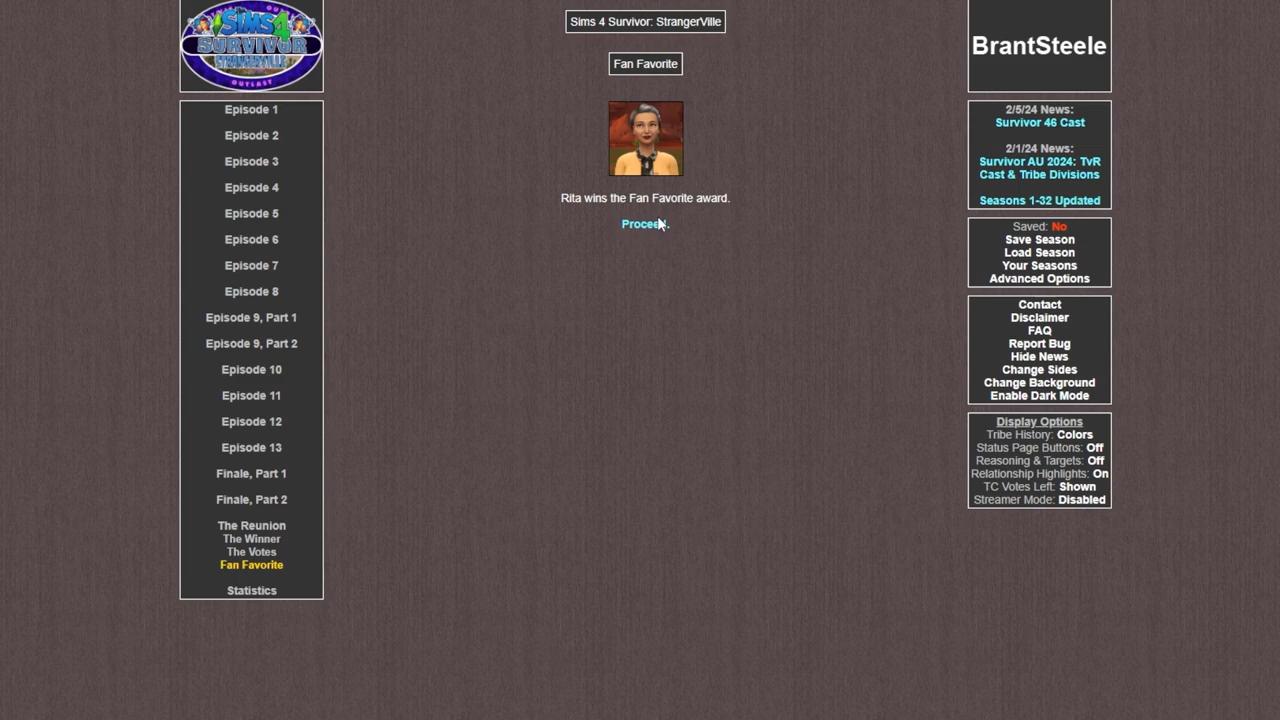 SIMS 4
SURVIVOR
STRANGERVILLE
OUTLAST
Episode 1
Episode 2
Episode 3
Episode 4
Episode 5
Episode 6
Episode 7
Episode 8
Episode 9, Part 1
Episode 9, Part 2
Episode 10
Episode 11
Episode 12
Episode 13
Finale, Part 1
Finale, Part 2
The Reunion
The Winner
The Votes
Fan Favorite
Statistics
Sims 4 Survivor: StrangerVille
Fan Favorite
Rita wins the Fan Favorite award.
Proceed.
BrantSteele
2/5/24 News:
Survivor 46 Cast
2/1/24 News:
Survivor AU 2024: TvR
Cast & Tribe Divisions
Seasons 1-32 Updated
Saved: No
Save Season
Load Season
Your Seasons
Advanced Options
Contact
Disclaimer
FAQ
Report Bug
Hide News
Change Sides
Change Background
Enable Dark Mode
Display Options
Tribe History: Colors
Status Page Buttons: Off
Reasoning & Targets: Off
Relationship Highlights: On
TC Votes Left: Shown
Streamer Mode: Disabled